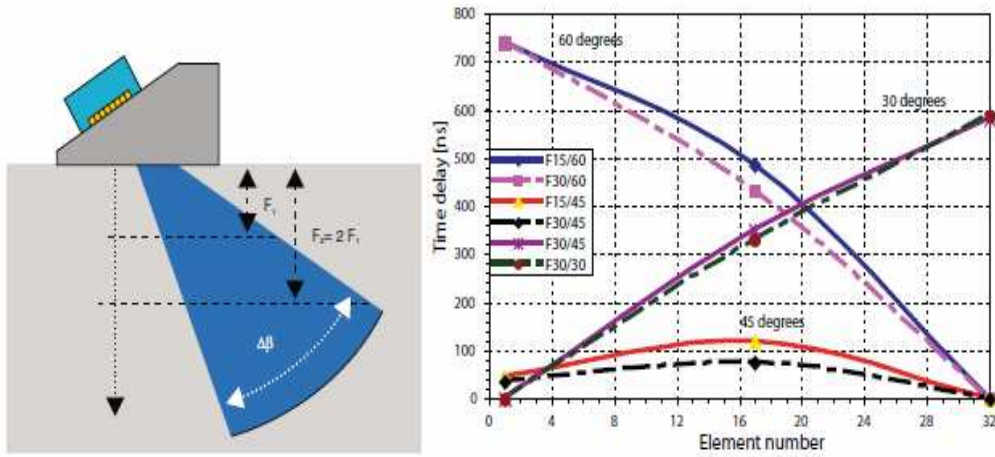 F₁
F₂= 2 F₁
Δβ
Time delay [ns]
800
700
600
500
400
300
200
100
0
60 degrees
30 degrees
45 degrees
F15/60
F30/60
F15/45
F30/45
F30/45
F30/30
0 4 8 12 16 20 24 28 32
Element number